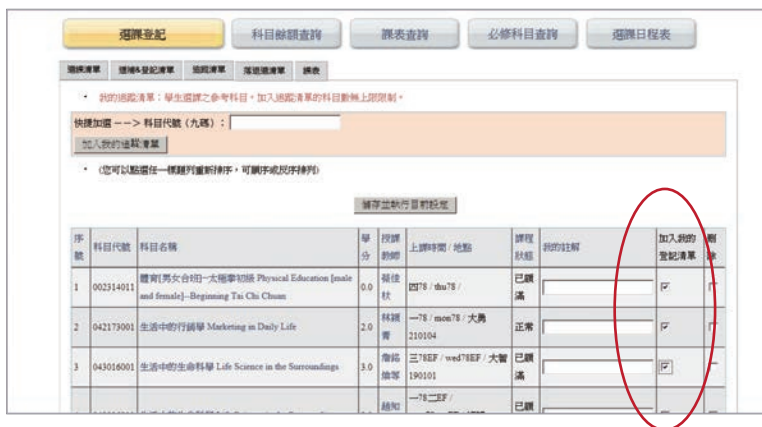 選課登記 科目餘額查詢 課表查詢 必修科目查詢 選課日程表
選課清單 遞補&登記清單 追蹤清單 落退選清單 課表
• 我的追蹤清單:學生選課之參考科目。加入追蹤清單的科目數無上限限制。
快捷加選 -- -> 科目代號 (九碼) :
加入我的追蹤清單
• (您可以點選任一標題列重新排序,可順序或反序排列)
儲存並執行目前設定
序號 科目代號 科目名稱 學分 授課教師 上課時間 / 地點 課程狀態 我的註解 加入我的登記清單 刪除
1 002314011 體育[男女合班]--太極拳初級 Physical Education [male and female]--Beginning Tai Chi Chuan 0.0 四78 / thu78 / 已額滿
2 042173001 生活中的行銷學 Marketing in Daily Life 2.0 一78 / mon78 / 大勇 210104 正常
3 043016001 生活中的生命科學 Life Science in the Surroundings 3.0 三78EF / wed78EF / 大智 190101 已額滿
一78二EF /
已額